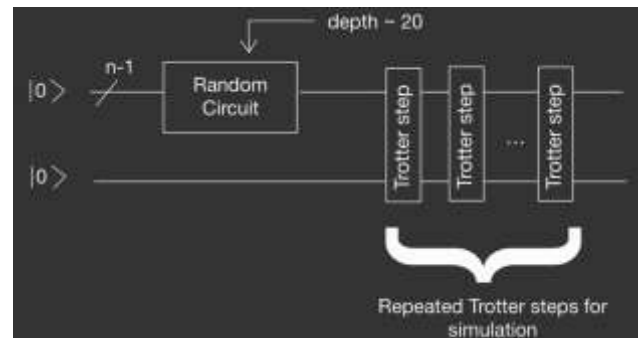 depth ~ 20
n-1
|0>
Random
Circuit
|0>
Trotter step
Trotter step
...
Trotter step
Repeated Trotter steps for
simulation